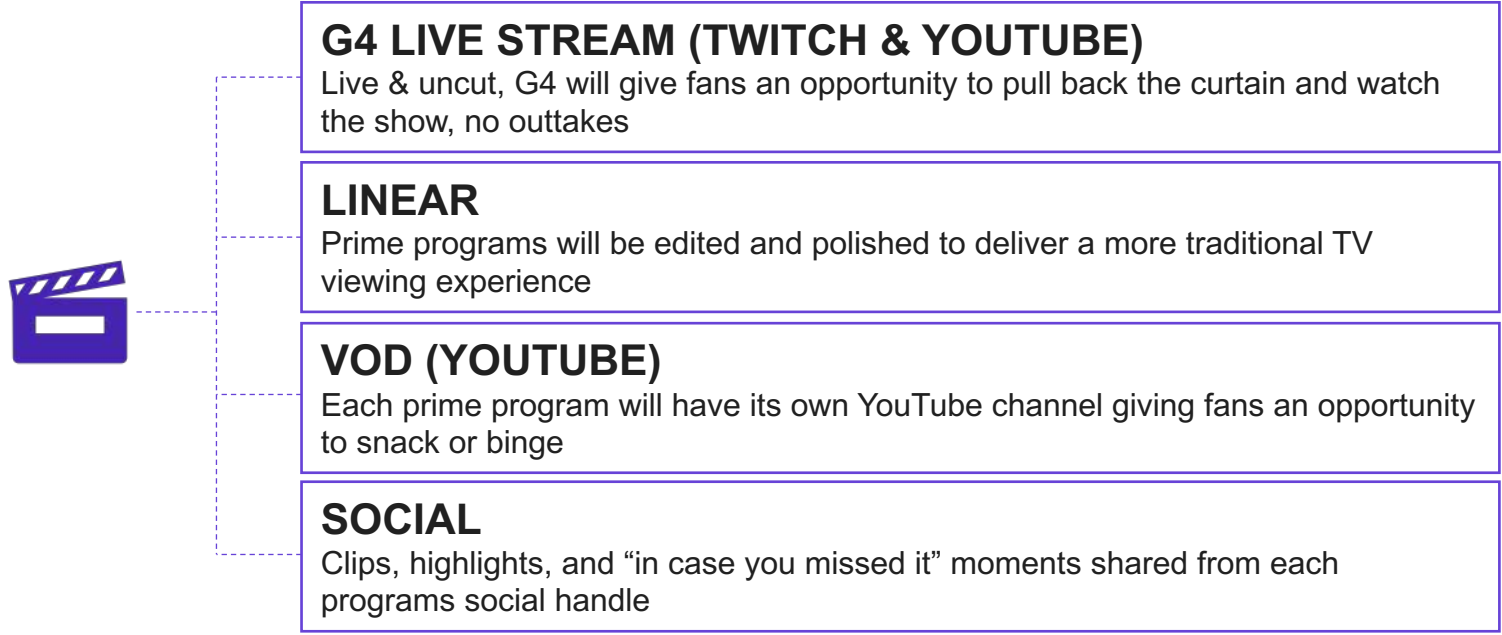 G4 LIVE STREAM (TWITCH & YOUTUBE)
Live & uncut, G4 will give fans an opportunity to pull back the curtain and watch
the show, no outtakes
LINEAR
Prime programs will be edited and polished to deliver a more traditional TV
viewing experience
VOD (YOUTUBE)
Each prime program will have its own YouTube channel giving fans an opportunity
to snack or binge
SOCIAL
Clips, highlights, and “in case you missed it” moments shared from each
programs social handle